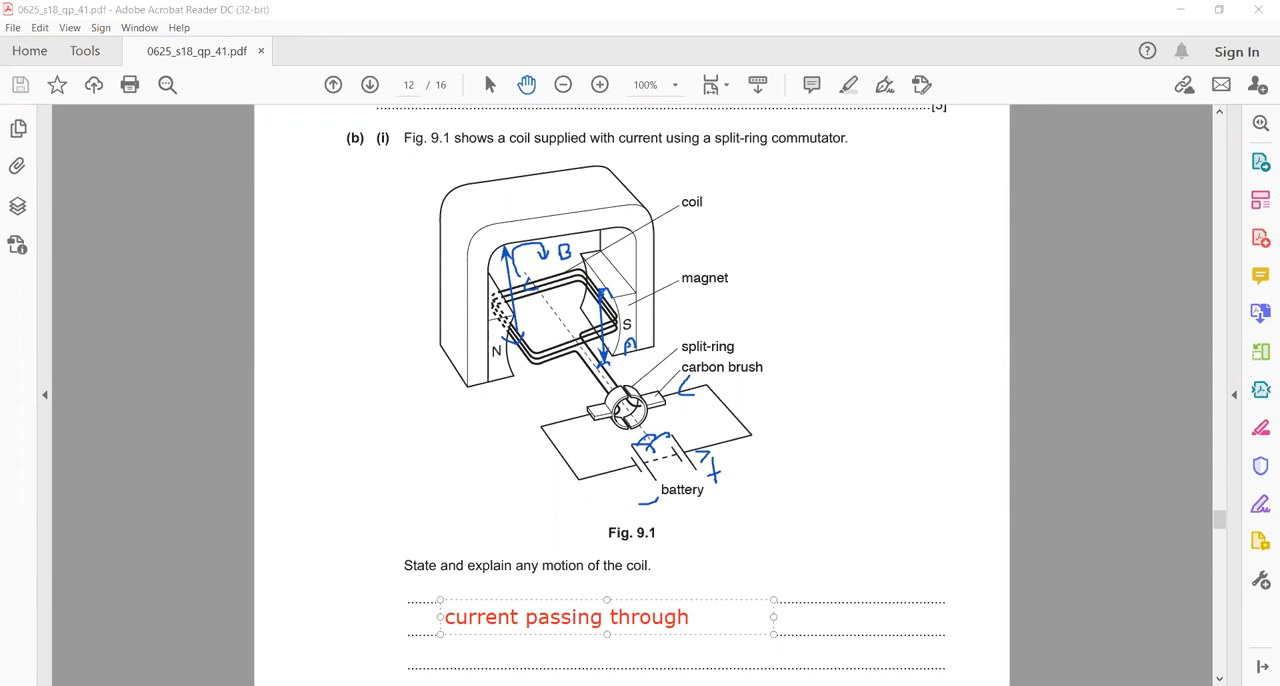 0625_s18_qp_41.pdf - Adobe Acrobat Reader DC (32-bit)
File Edit View Sign Window Help
Home Tools 0625_s18_qp_41.pdf × Sign In
12 / 16 100%
[3]
(b) (i) Fig. 9.1 shows a coil supplied with current using a split-ring commutator.
coil
B
magnet
S
N
A
split-ring
carbon brush
+
battery
Fig. 9.1
State and explain any motion of the coil.
current passing through